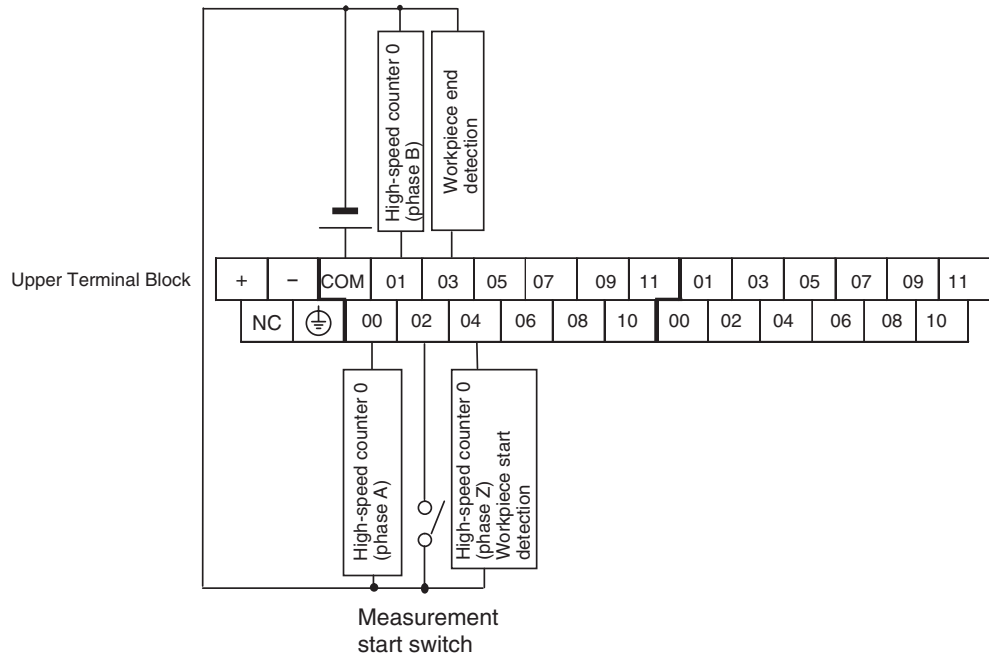 High-speed counter 0
(phase B)
Workpiece end
detection
Upper Terminal Block
+ − COM 01 03 05 07 09 11 01 03 05 07 09 11
NC 00 02 04 06 08 10 00 02 04 06 08 10
High-speed counter 0
(phase A)
High-speed counter 0
(phase Z)
Workpiece start
detection
Measurement
start switch